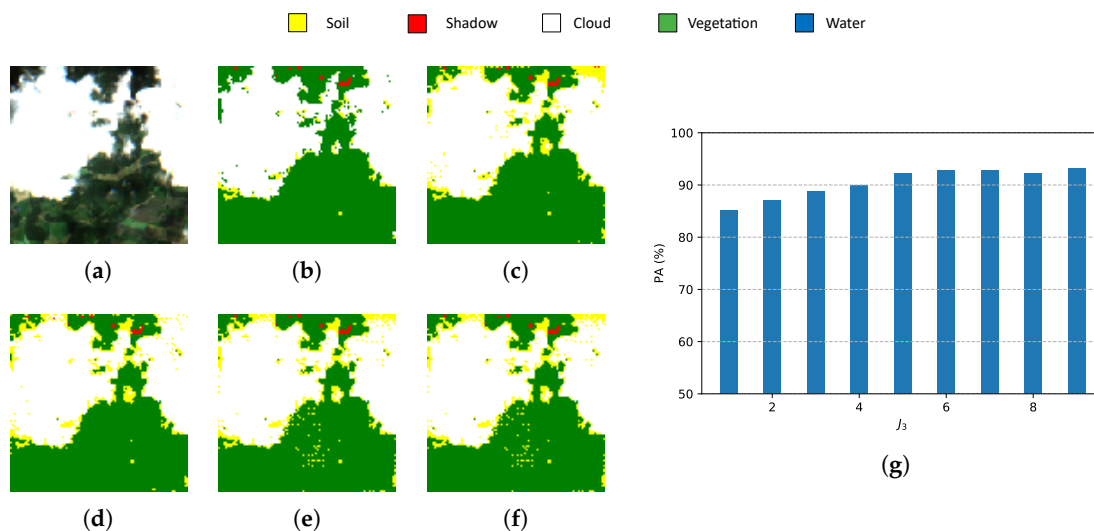 Soil Shadow Cloud Vegetation Water
(a) (b) (c)
(d) (e) (f)
100
90
80
70
60
50
PA (%)
2 4 6 8
J3
(g)